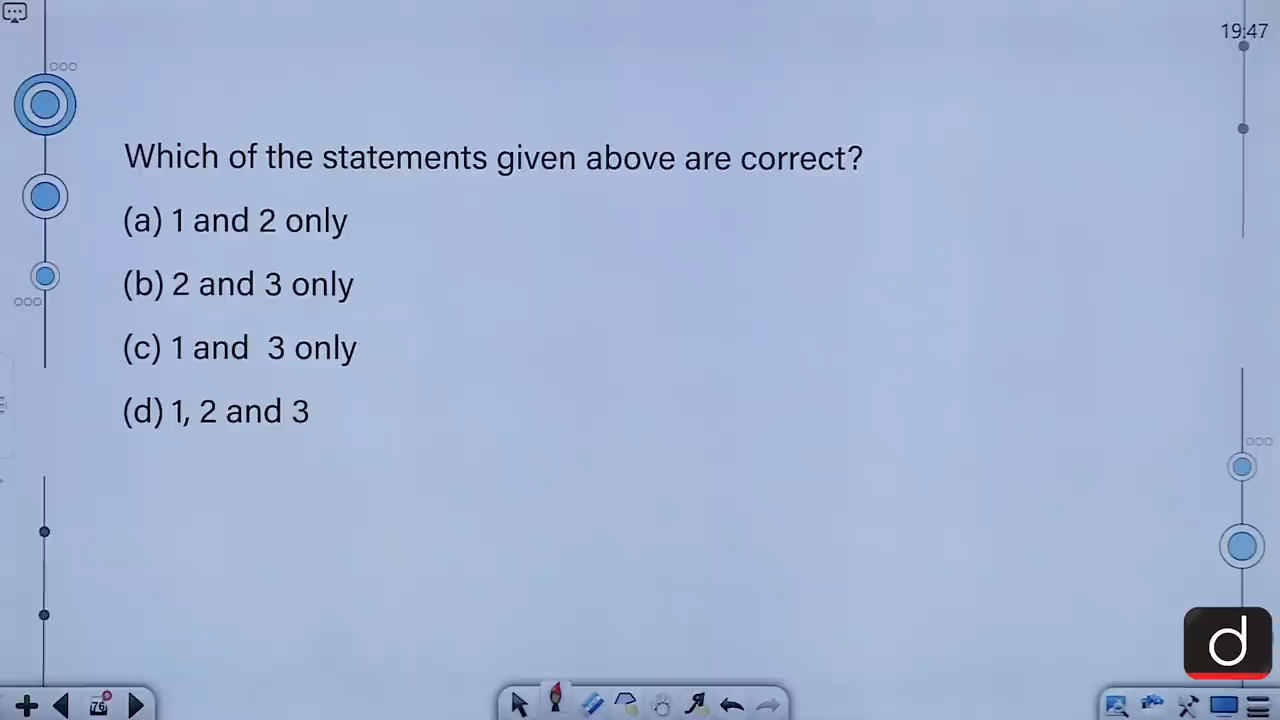 19:47
Which of the statements given above are correct?
(a) 1 and 2 only
(b) 2 and 3 only
(c) 1 and 3 only
(d) 1, 2 and 3
d
76